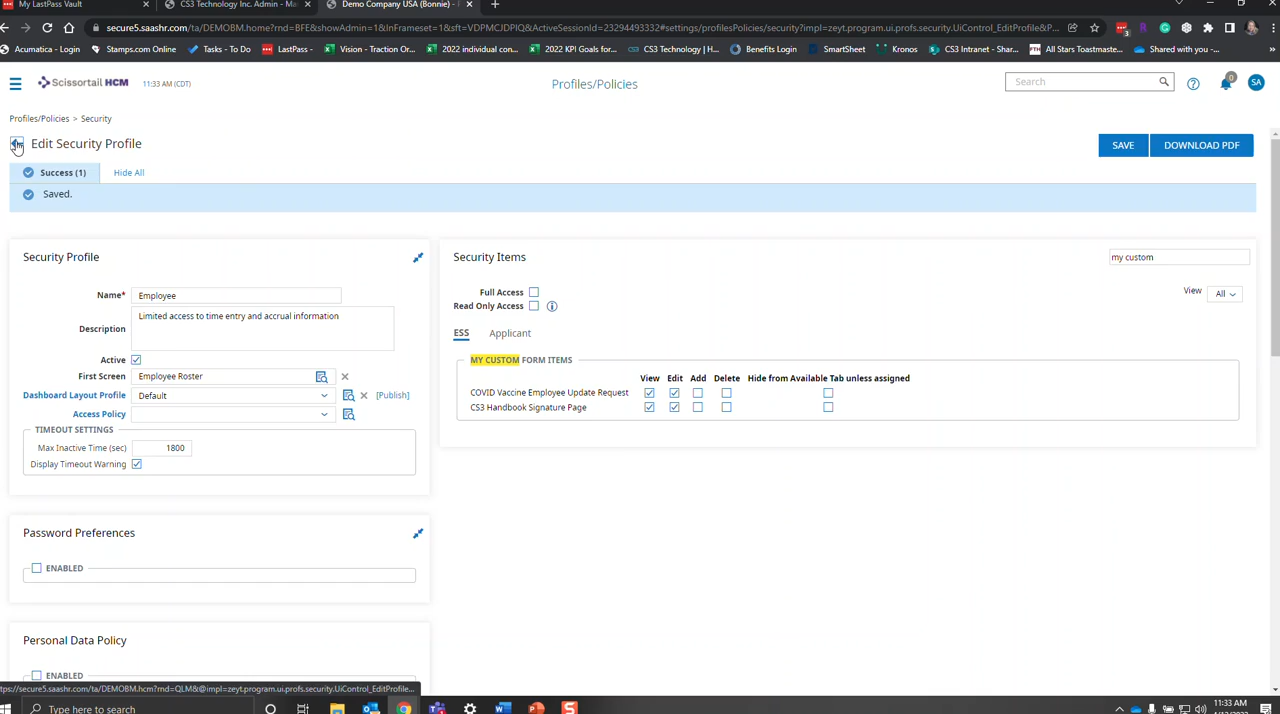 My LastPass Vault
CS3 Technology Inc. Admin - Ma
Demo Company USA (Bonnie) -
secure5.saashr.com/ta/DEMOBM.home?rnd=BFE&showAdmin=1&InFrameset=1&sft=VDPMCJDPIQ&ActiveSessionId=23294493332#settings/profilesPolicies/security?impl=zeyt.program.ui.profs.security.UiControl_EditProfile&P...
Acumatica - Login
Stamps.com Online
Tasks - To Do
LastPass -
Vision - Traction Or...
2022 individual con...
2022 KPI Goals for...
CS3 Technology | H...
Benefits Login
SmartSheet
Kronos
CS3 Intranet - Shar...
All Stars Toastmaste...
Shared with you -...
Scissortail HCM
11:33 AM (CDT)
Profiles/Policies
Search
0
SA
Profiles/Policies > Security
Edit Security Profile
SAVE
DOWNLOAD PDF
Success (1)
Hide All
Saved.
Security Profile
Name*
Employee
Description
Limited access to time entry and accrual information
Active
First Screen
Employee Roster
Dashboard Layout Profile
Default
[Publish]
Access Policy
TIMEOUT SETTINGS
Max Inactive Time (sec)
1800
Display Timeout Warning
Password Preferences
ENABLED
Personal Data Policy
ENABLED
Security Items
my custom
Full Access
Read Only Access
View
All
ESS
Applicant
MY CUSTOM FORM ITEMS
View Edit Add Delete Hide from Available Tab unless assigned
COVID Vaccine Employee Update Request
CS3 Handbook Signature Page
ttps://secure5.saashr.com/ta/DEMOBM.hcm?rnd=QLM&@impl=zeyt.program.ui.profs.security.UiControl_EditProfile...
Type here to search
11:33 AM